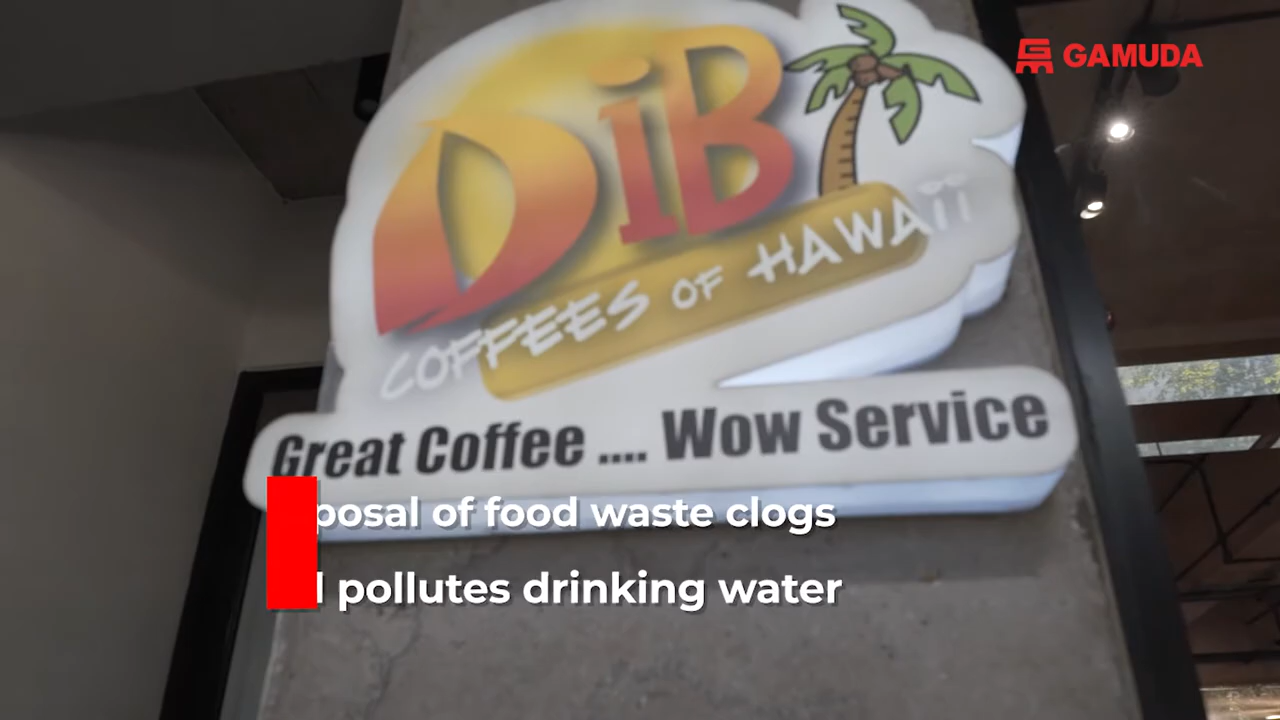 GAMUDA
DiB
COFFEES OF HAWAII
Great Coffee .... Wow Service
posal of food waste clogs
pollutes drinking water